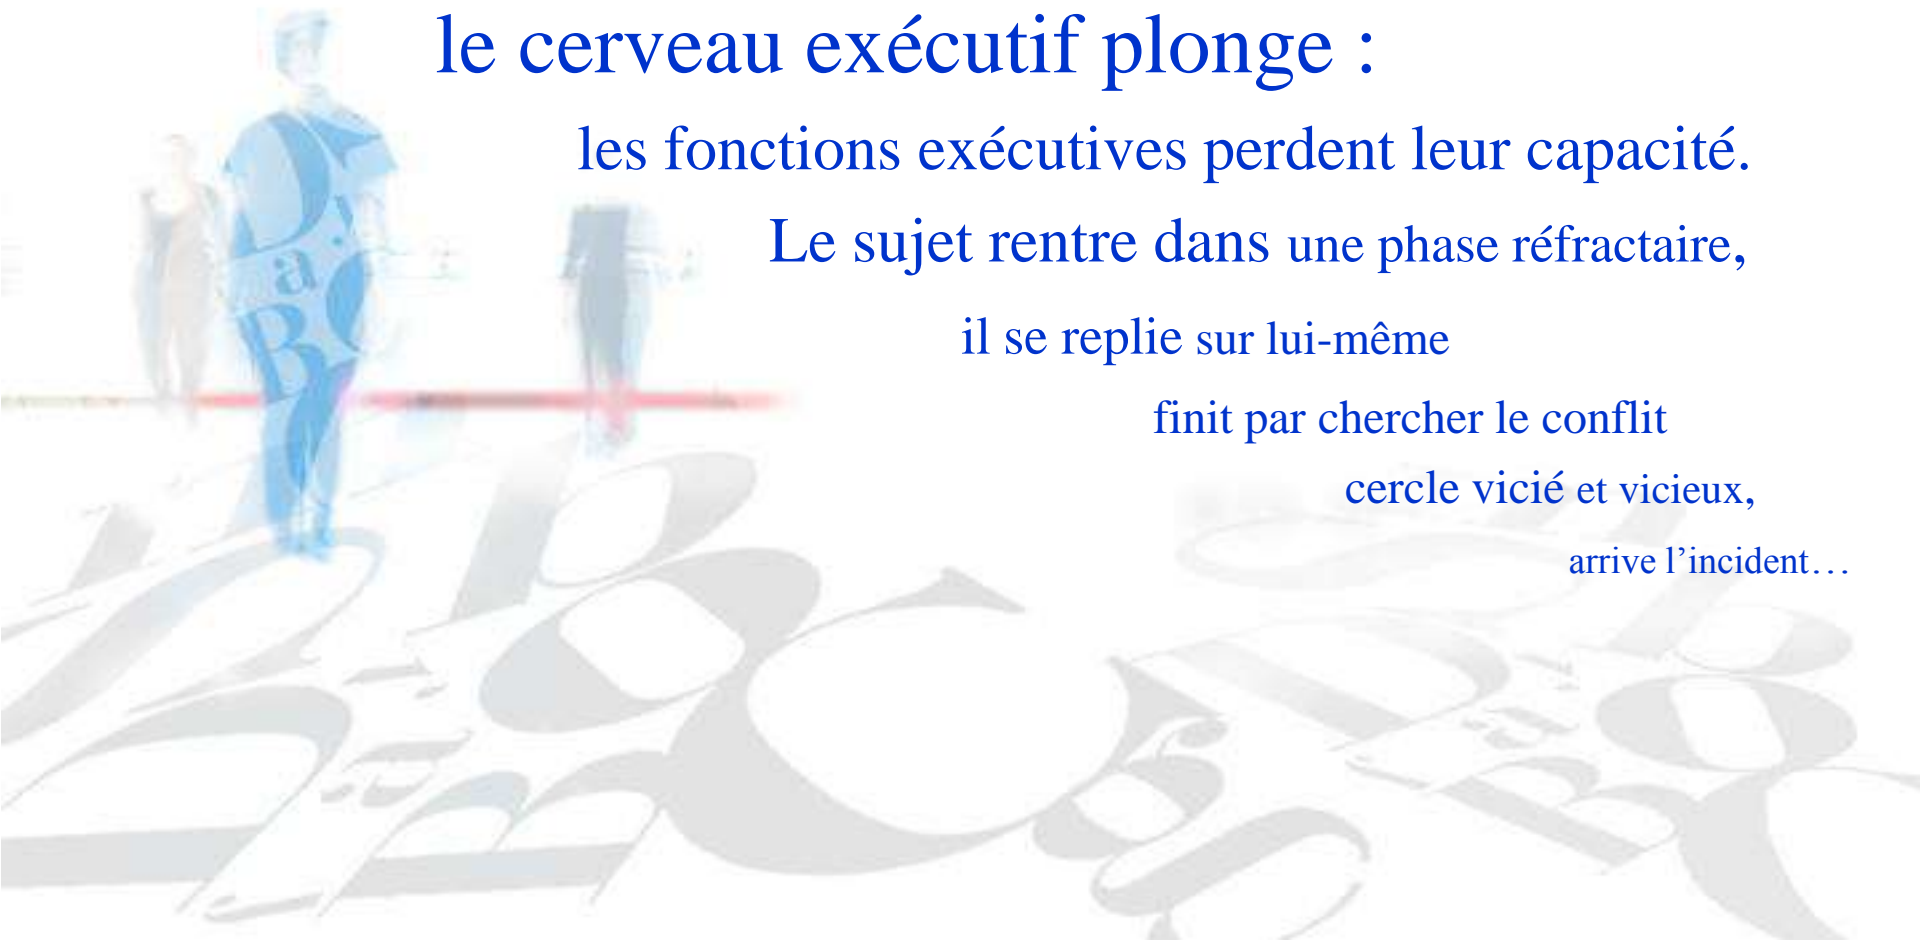 le cerveau exécutif plonge :
les fonctions exécutives perdent leur capacité.
Le sujet rentre dans une phase réfractaire,
il se replie sur lui-même
finit par chercher le conflit
cercle vicié et vicieux,
arrive l’incident…